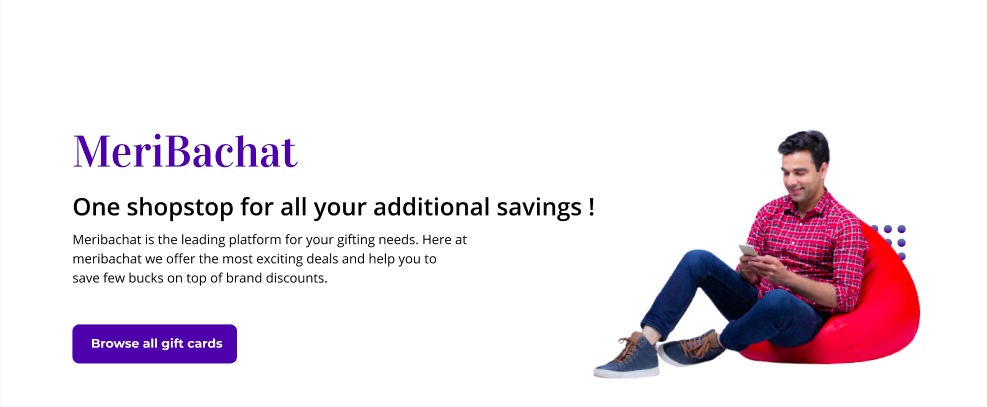 MeriBachat
One shopstop for all your additional savings !
Meribachat is the leading platform for your gifting needs. Here at
meribachat we offer the most exciting deals and help you to
save few bucks on top of brand discounts.
Browse all gift cards